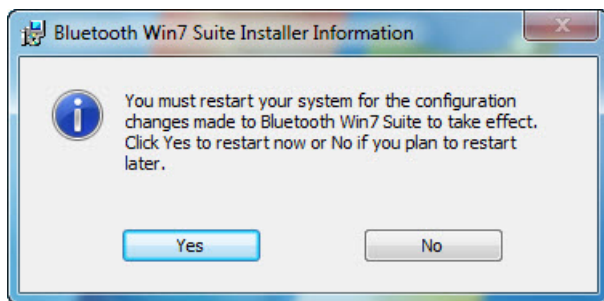 Bluetooth Win7 Suite Installer Information
You must restart your system for the configuration
changes made to Bluetooth Win7 Suite to take effect.
Click Yes to restart now or No if you plan to restart
later.
Yes
No